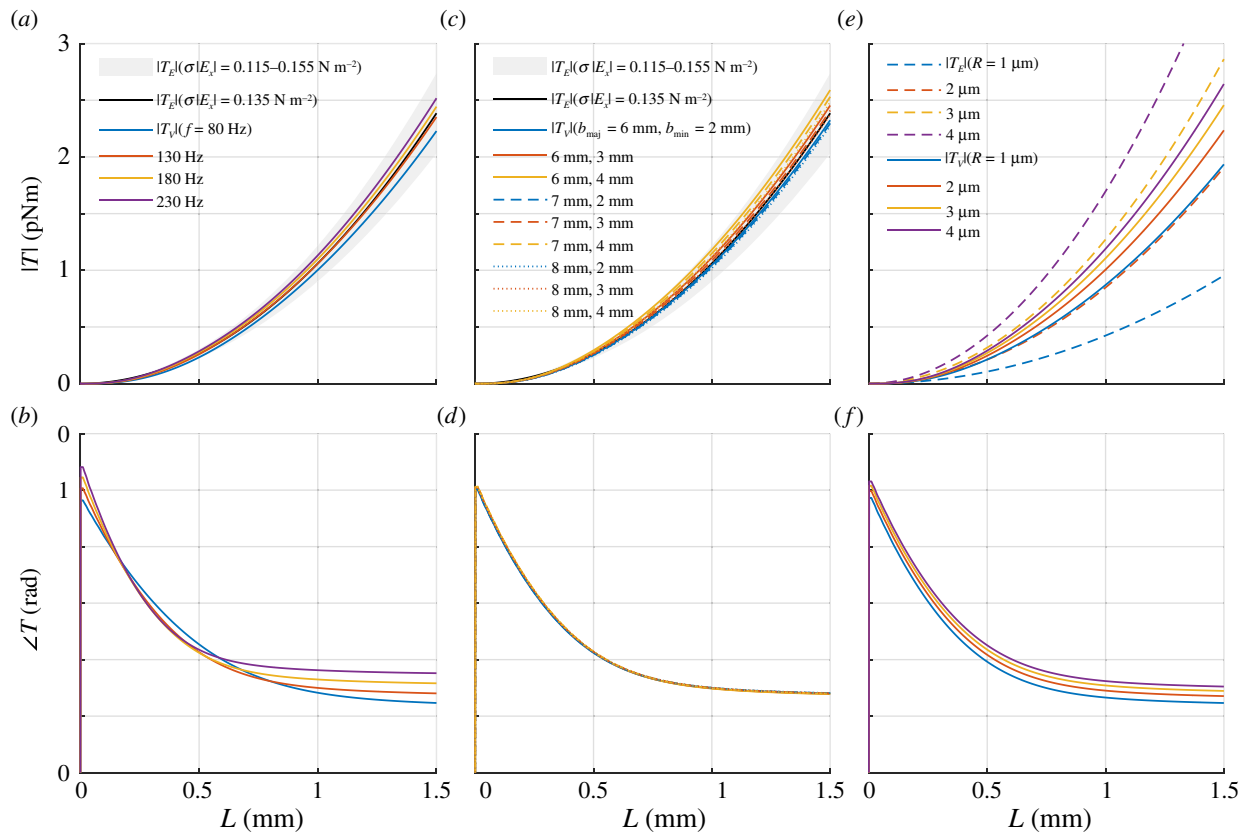 (a)
3
2
1
0
|T| (pNm)
|T_E|(σ|E_x| = 0.115–0.155 N m⁻²)
|T_E|(σ|E_x| = 0.135 N m⁻²)
|T_V|(f = 80 Hz)
130 Hz
180 Hz
230 Hz
(c)
|T_E|(σ|E_x| = 0.115–0.155 N m⁻²)
|T_E|(σ|E_x| = 0.135 N m⁻²)
|T_V|(b_maj = 6 mm, b_min = 2 mm)
6 mm, 3 mm
6 mm, 4 mm
7 mm, 2 mm
7 mm, 3 mm
7 mm, 4 mm
8 mm, 2 mm
8 mm, 3 mm
8 mm, 4 mm
(e)
|T_E|(R = 1 μm)
2 μm
3 μm
4 μm
|T_V|(R = 1 μm)
2 μm
3 μm
4 μm
(b)
0
1
0
∠T (rad)
0 0.5 1 1.5
L (mm)
(d)
0 0.5 1 1.5
L (mm)
(f)
0 0.5 1 1.5
L (mm)